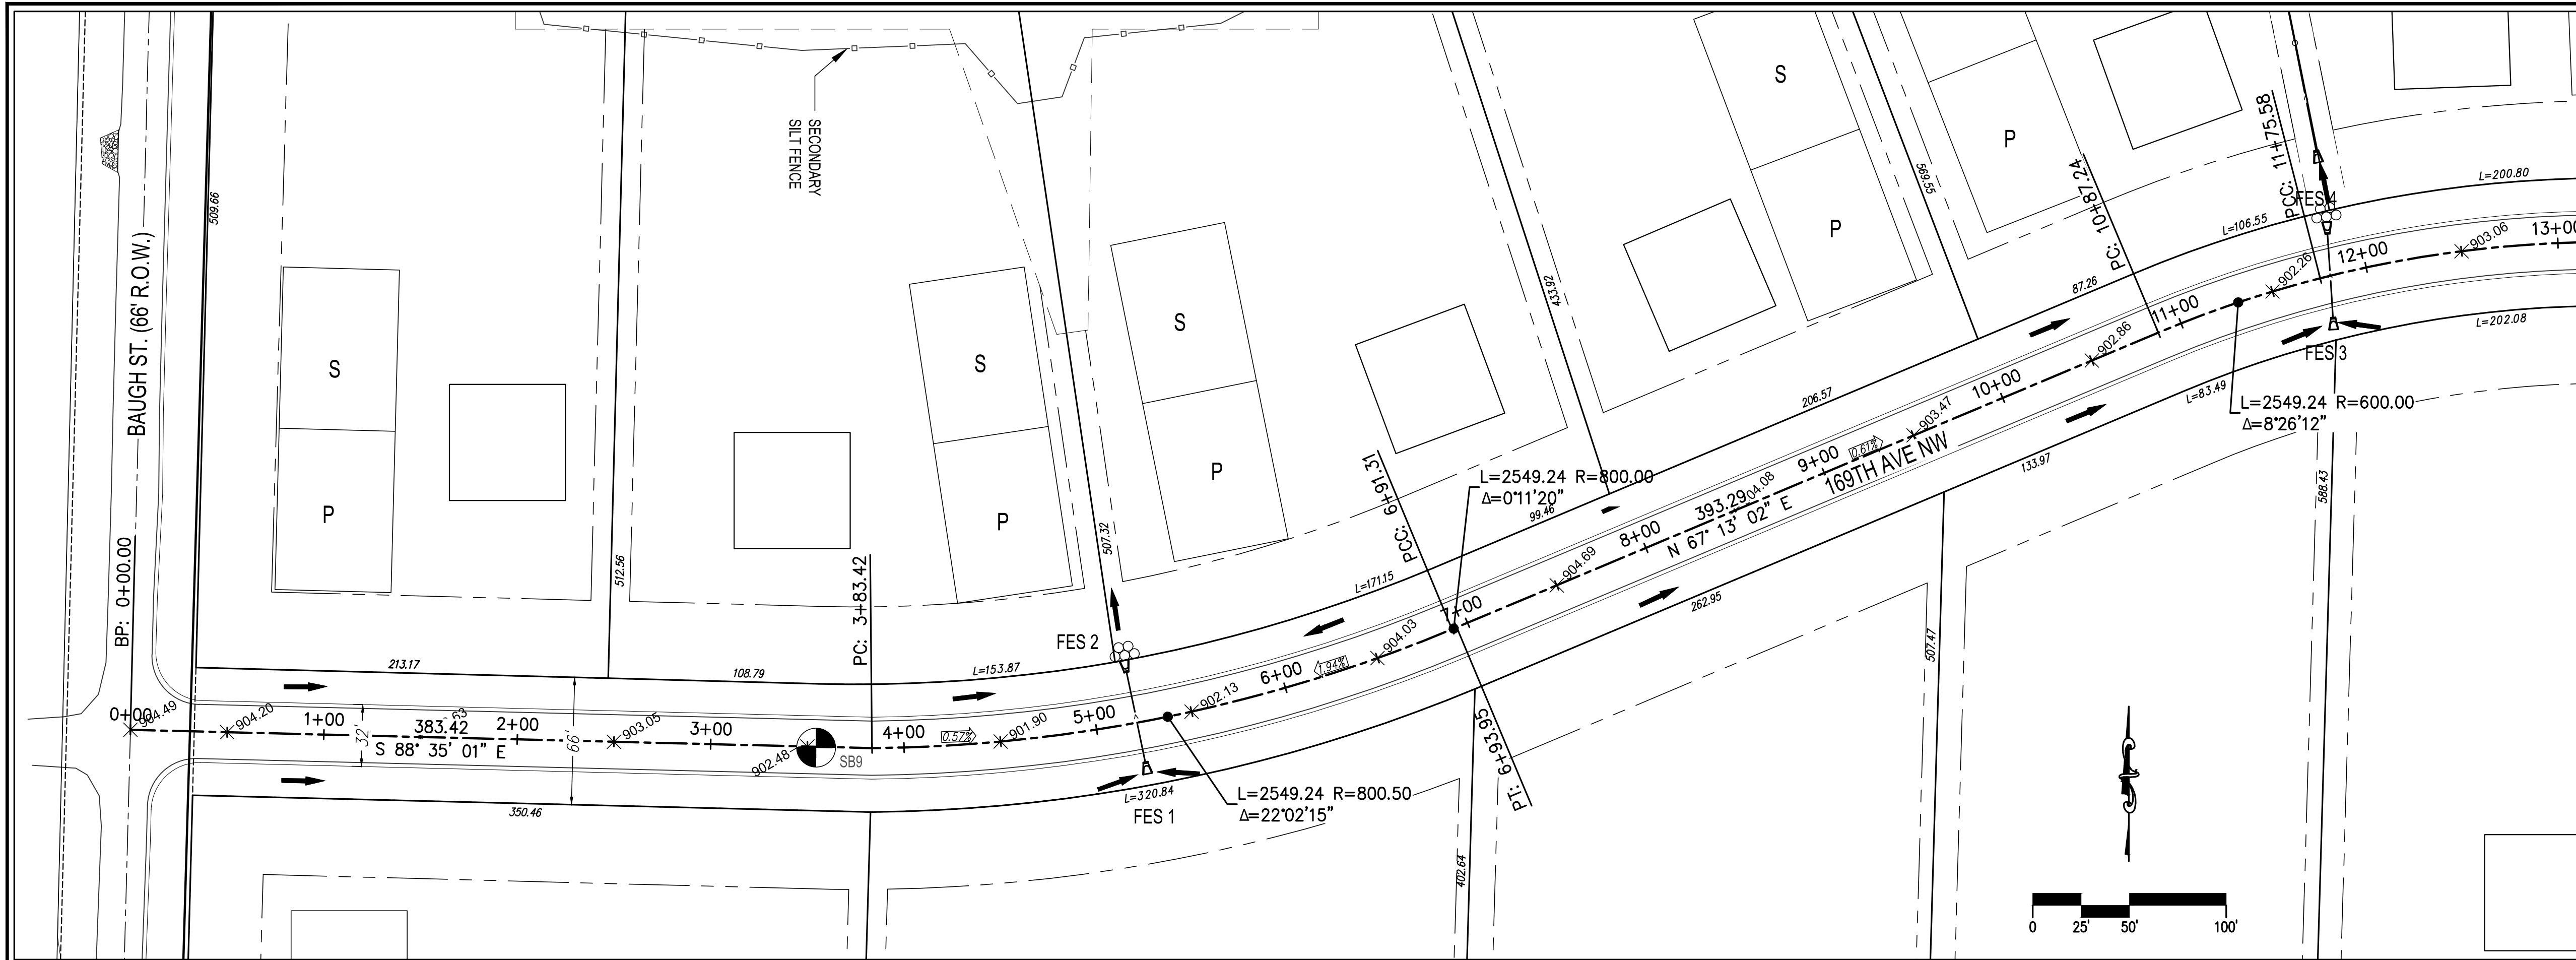 SECONDARY
SILT FENCE
BAUGH ST. (66' R.O.W.)
509.66
S
P
512.56
S
P
507.32
S
P
433.92
S
P
569.55
P
BP: 0+00.00
PC: 3+83.42
PCC: 6+91.31
PT: 6+93.95
PC: 10+87.24
PCC: 11+75.58
FES 4
FES 3
FES 2
FES 1
213.17
108.79
L=153.87
L=171.15
99.46
206.57
87.26
L=106.55
L=200.80
0+00
904.49
904.20
1+00
383.42
2+00
903.05
3+00
902.48
SB9
4+00
0.57%
901.90
5+00
902.13
6+00
1.94%
904.03
7+00
904.69
8+00
393.29
04.08
9+00
0.61%
903.47
10+00
902.86
11+00
902.26
12+00
903.06
13+00
S 88° 35' 01" E
32'
66'
N 67° 13' 02" E
169TH AVE NW
L=2549.24 R=800.50
Δ=22°02'15"
L=2549.24 R=800.00
Δ=0°11'20"
L=2549.24 R=600.00
Δ=8°26'12"
350.46
L=320.84
262.95
133.97
L=83.49
L=202.08
402.64
507.47
588.43
0 25' 50' 100'